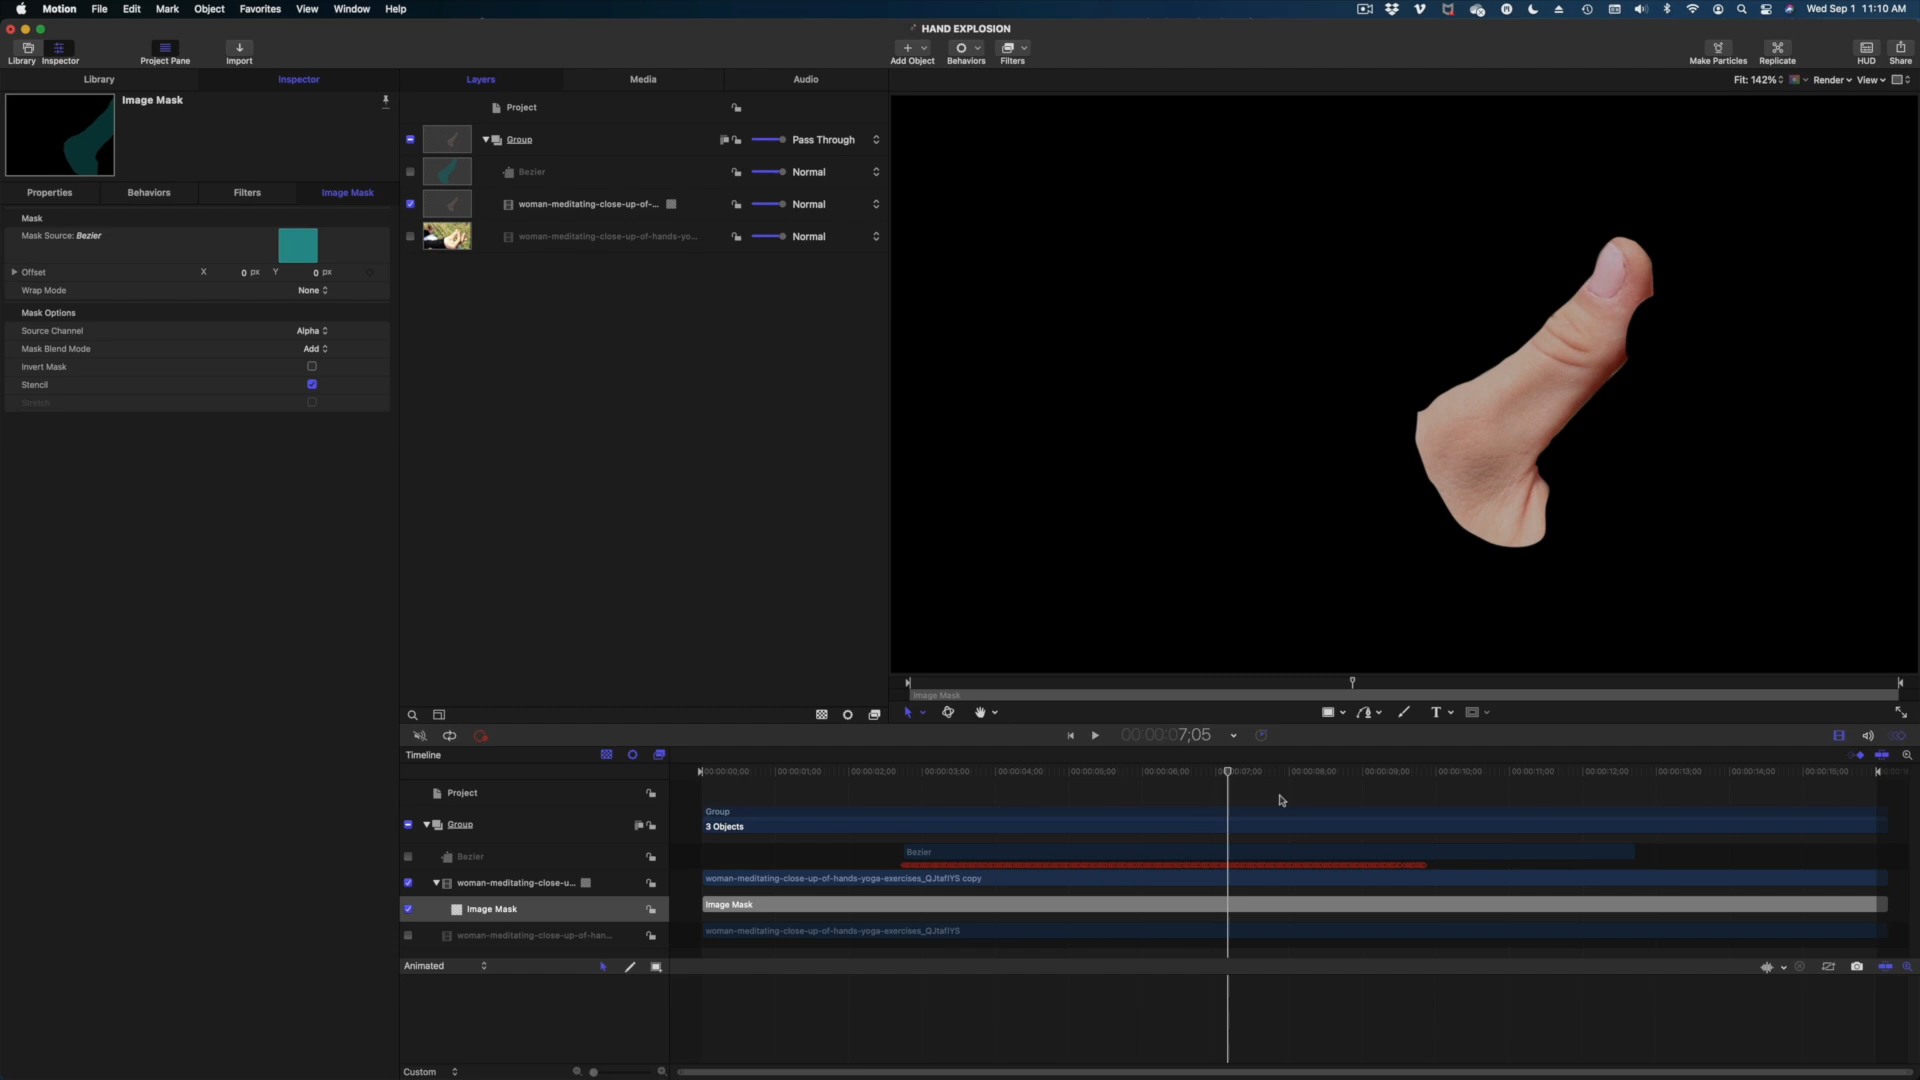 Motion File Edit Mark Object Favorites View Window Help
Wed Sep 1 11:10 AM
HAND EXPLOSION
Library Inspector Project Pane Import
Add Object Behaviors Filters
Make Particles Replicate HUD Share
Library Inspector
Layers Media Audio
Fit: 142% Render View
Image Mask
Project
Group Pass Through
Bezier Normal
woman-meditating-close-up-of-... Normal
woman-meditating-close-up-of-hands-yo... Normal
Properties Behaviors Filters Image Mask
Mask
Mask Source: Bezier
Offset X 0 px Y 0 px
Wrap Mode None
Mask Options
Source Channel Alpha
Mask Blend Mode Add
Invert Mask
Stencil
Stretch
Image Mask
T
00:00:07;05
Timeline
00:00:00;00 00:00:01;00 00:00:02;00 00:00:03;00 00:00:04;00 00:00:05;00 00:00:06;00 00:00:07;00 00:00:08;00 00:00:09;00 00:00:10;00 00:00:11;00 00:00:12;00 00:00:13;00 00:00:14;00 00:00:15;00
Project
Group
Group
3 Objects
Bezier
Bezier
woman-meditating-close-u...
woman-meditating-close-up-of-hands-yoga-exercises_QJtafIYS copy
Image Mask
Image Mask
woman-meditating-close-up-of-han...
woman-meditating-close-up-of-hands-yoga-exercises_QJtafIYS
Animated
Custom